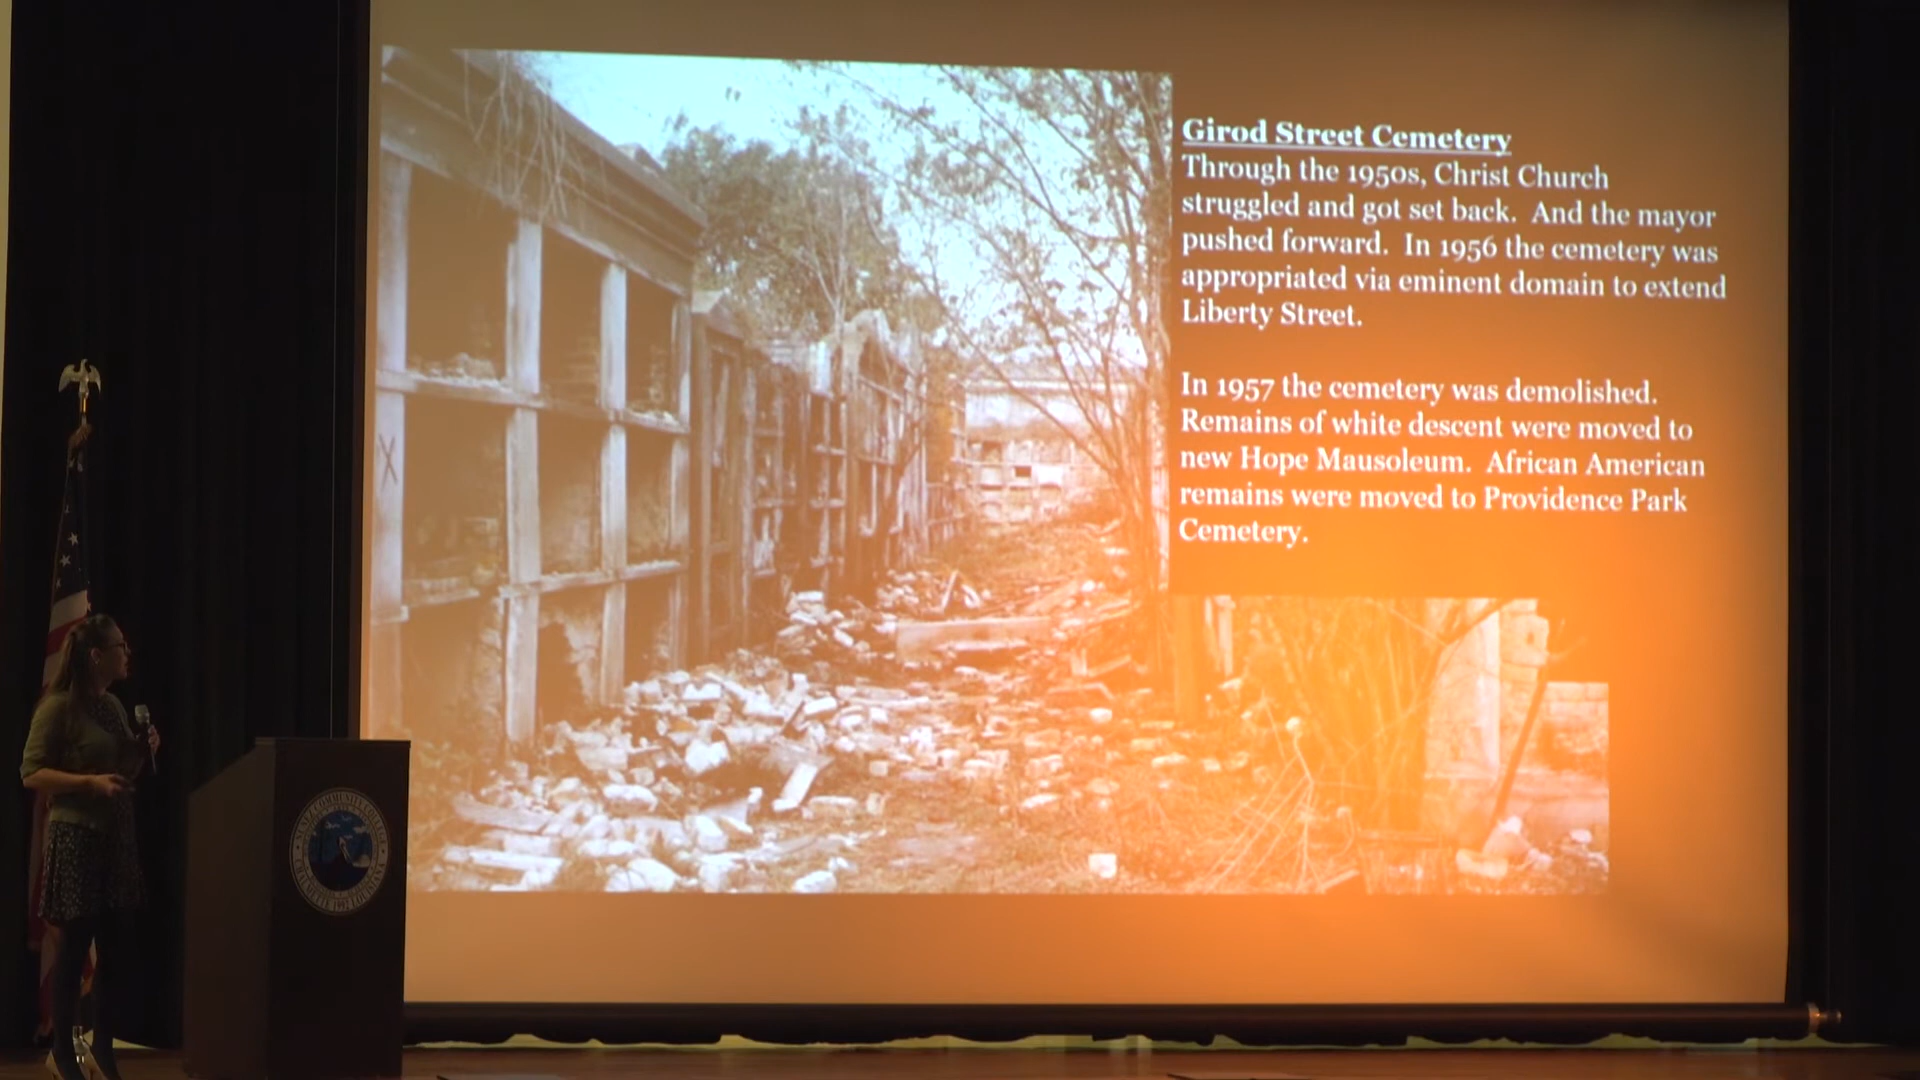 Girod Street Cemetery
Through the 1950s, Christ Church
struggled and got set back. And the mayor
pushed forward. In 1956 the cemetery was
appropriated via eminent domain to extend
Liberty Street.
In 1957 the cemetery was demolished.
Remains of white descent were moved to
new Hope Mausoleum. African American
remains were moved to Providence Park
Cemetery.
X
COMMUNITY COLLEGE